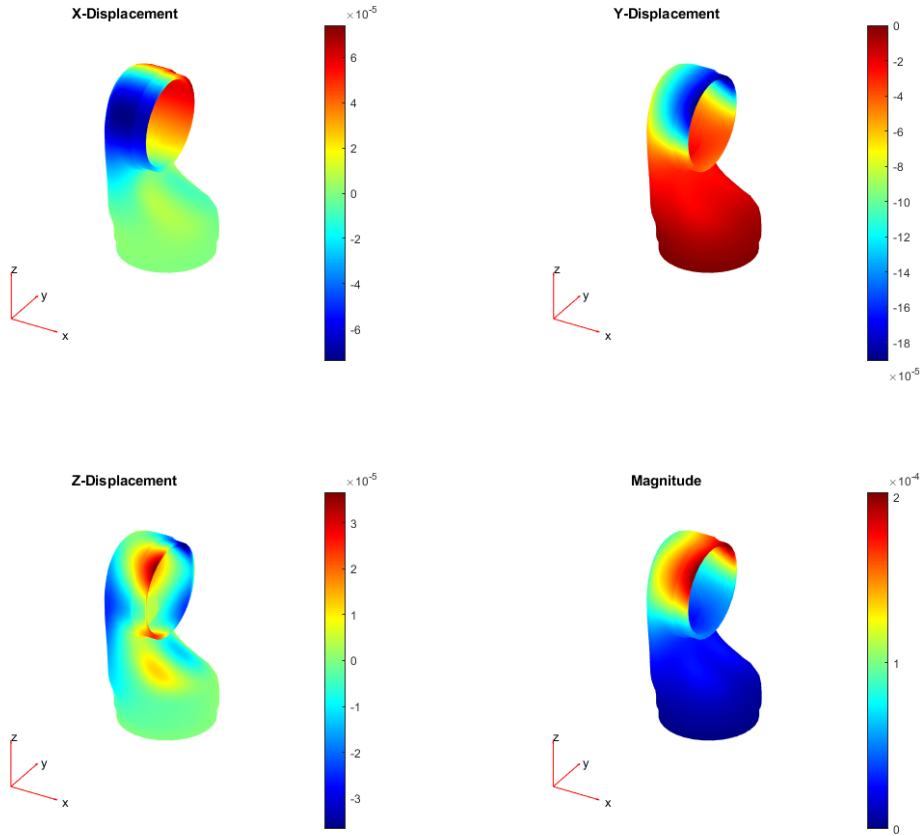 X-Displacement
×10⁻⁵
6
4
2
0
-2
-4
-6
z
y
x
Y-Displacement
0
-2
-4
-6
-8
-10
-12
-14
-16
-18
×10⁻⁵
z
y
x
Z-Displacement
×10⁻⁵
3
2
1
0
-1
-2
-3
z
y
x
Magnitude
×10⁻⁴
2
1
0
z
y
x